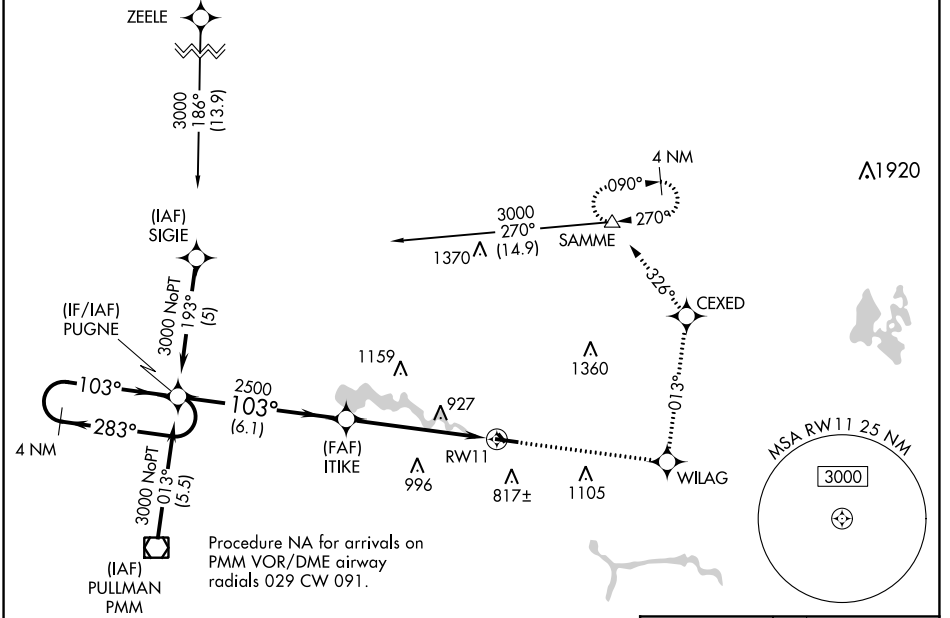 ZEELE
3000
186°
(13.9)
4 NM
090°
270°
1920
(IAF)
SIGIE
3000
270°
(14.9)
1370
SAMME
326°
CEXED
(IF/IAF)
PUGNE
3000 NoPT
193°
(5)
1159
1360
013°
103°
2500
103°
(6.1)
927
283°
4 NM
(FAF)
ITIKE
RW11
WILAG
MSA RW11 25 NM
3000
996
817±
1105
3000 NoPT
013°
(5.5)
(IAF)
PULLMAN
PMM
Procedure NA for arrivals on
PMM VOR/DME airway
radials 029 CW 091.